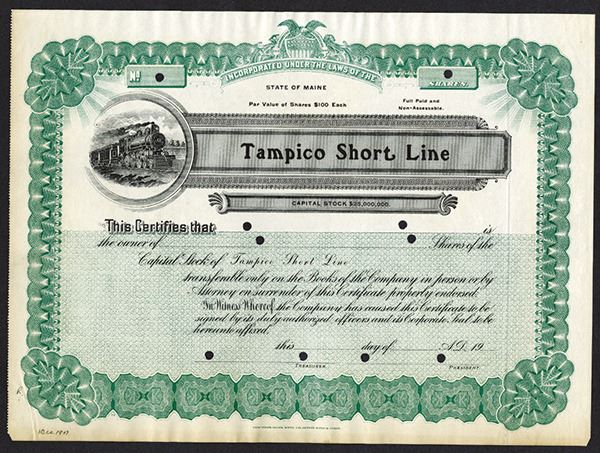 INCORPORATED UNDER THE LAWS OF THE
No.
SHARES.
STATE OF MAINE
Par Value of Shares $100 Each
Full Paid and
Non-Assessable.
Tampico Short Line
CAPITAL STOCK $25,000,000.
This Certifies that is
the owner of Shares of the
Capital Stock of Tampico Short Line
transferable only on the Books of the Company in person or by
Attorney on surrender of this Certificate properly endorsed.
In Witness Whereof, the Company has caused this Certificate to be
signed by its duly authorized officers and its Corporate Seal to be
hereunto affixed.
this day of A.D. 19
TREASURER PRESIDENT
Dec. 1907